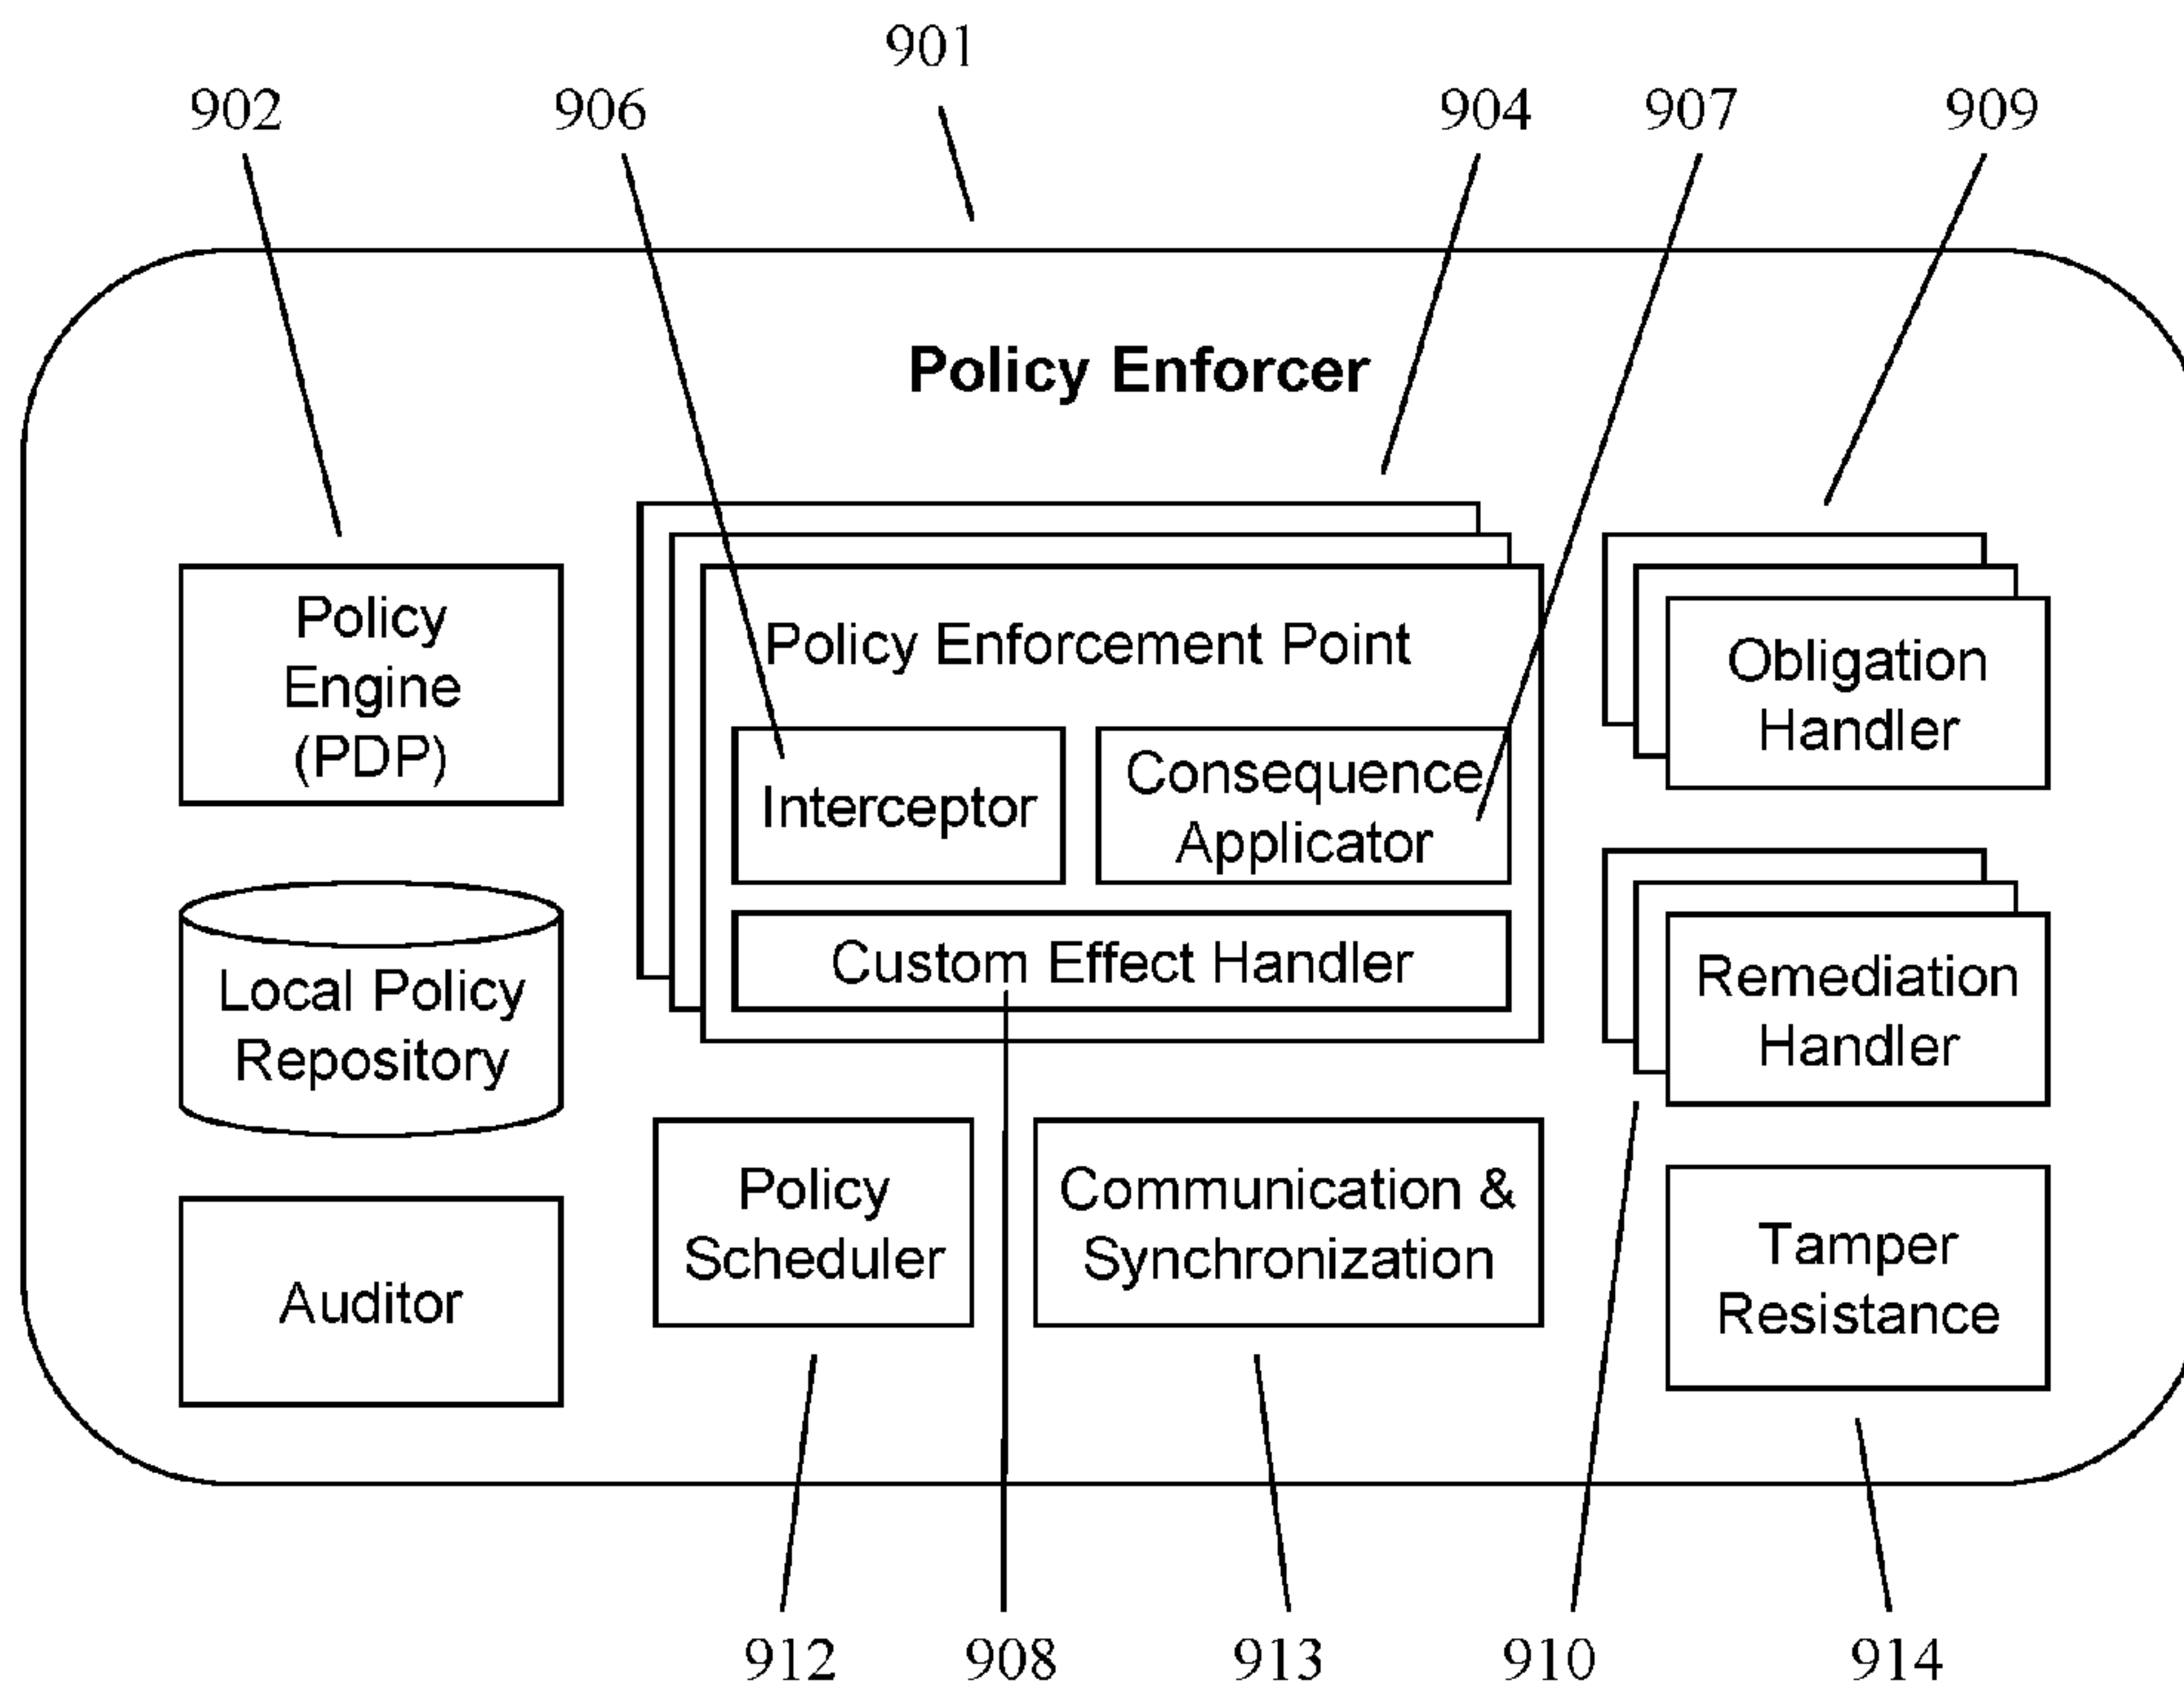 901
902
906
904
907
909
Policy Enforcer
Policy
Engine
(PDP)
Policy Enforcement Point
Interceptor
Consequence
Applicator
Custom Effect Handler
Obligation
Handler
Local Policy
Repository
Remediation
Handler
Auditor
Policy
Scheduler
Communication &
Synchronization
Tamper
Resistance
912
908
913
910
914